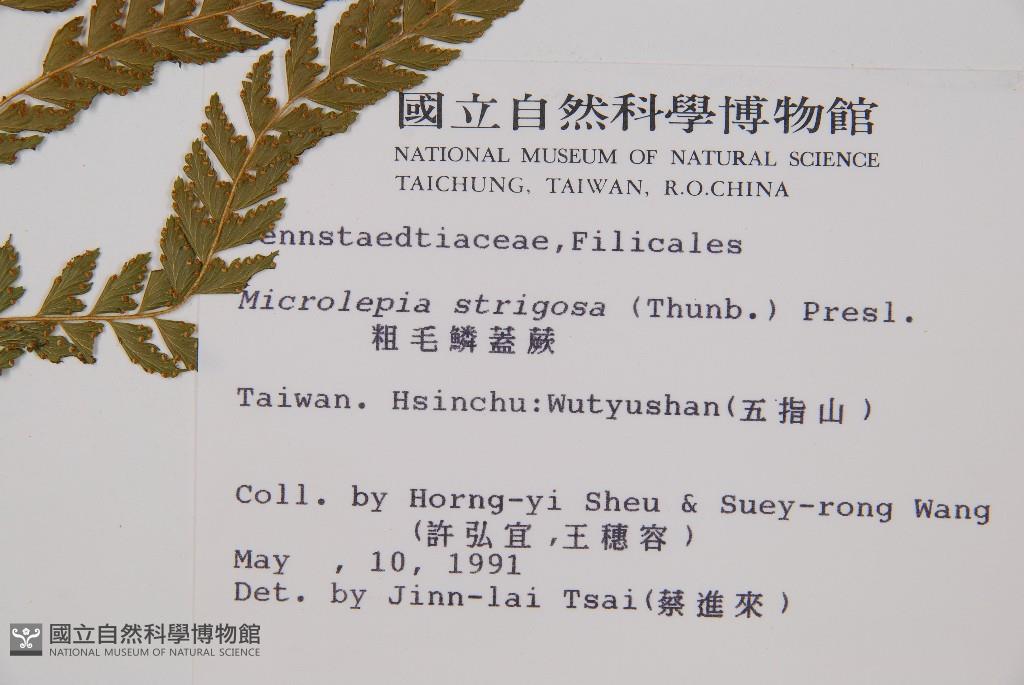 國立自然科學博物館
NATIONAL MUSEUM OF NATURAL SCIENCE
TAICHUNG, TAIWAN, R.O.CHINA
ennstaedtiaceae,Filicales
Microlepia strigosa (Thunb.) Presl.
粗毛鱗蓋蕨
Taiwan. Hsinchu:Wutyushan(五指山)
Coll. by Horng-yi Sheu & Suey-rong Wang
(許弘宜,王穗容)
May , 10, 1991
Det. by Jinn-lai Tsai(蔡進來)
國立自然科學博物館
NATIONAL MUSEUM OF NATURAL SCIENCE